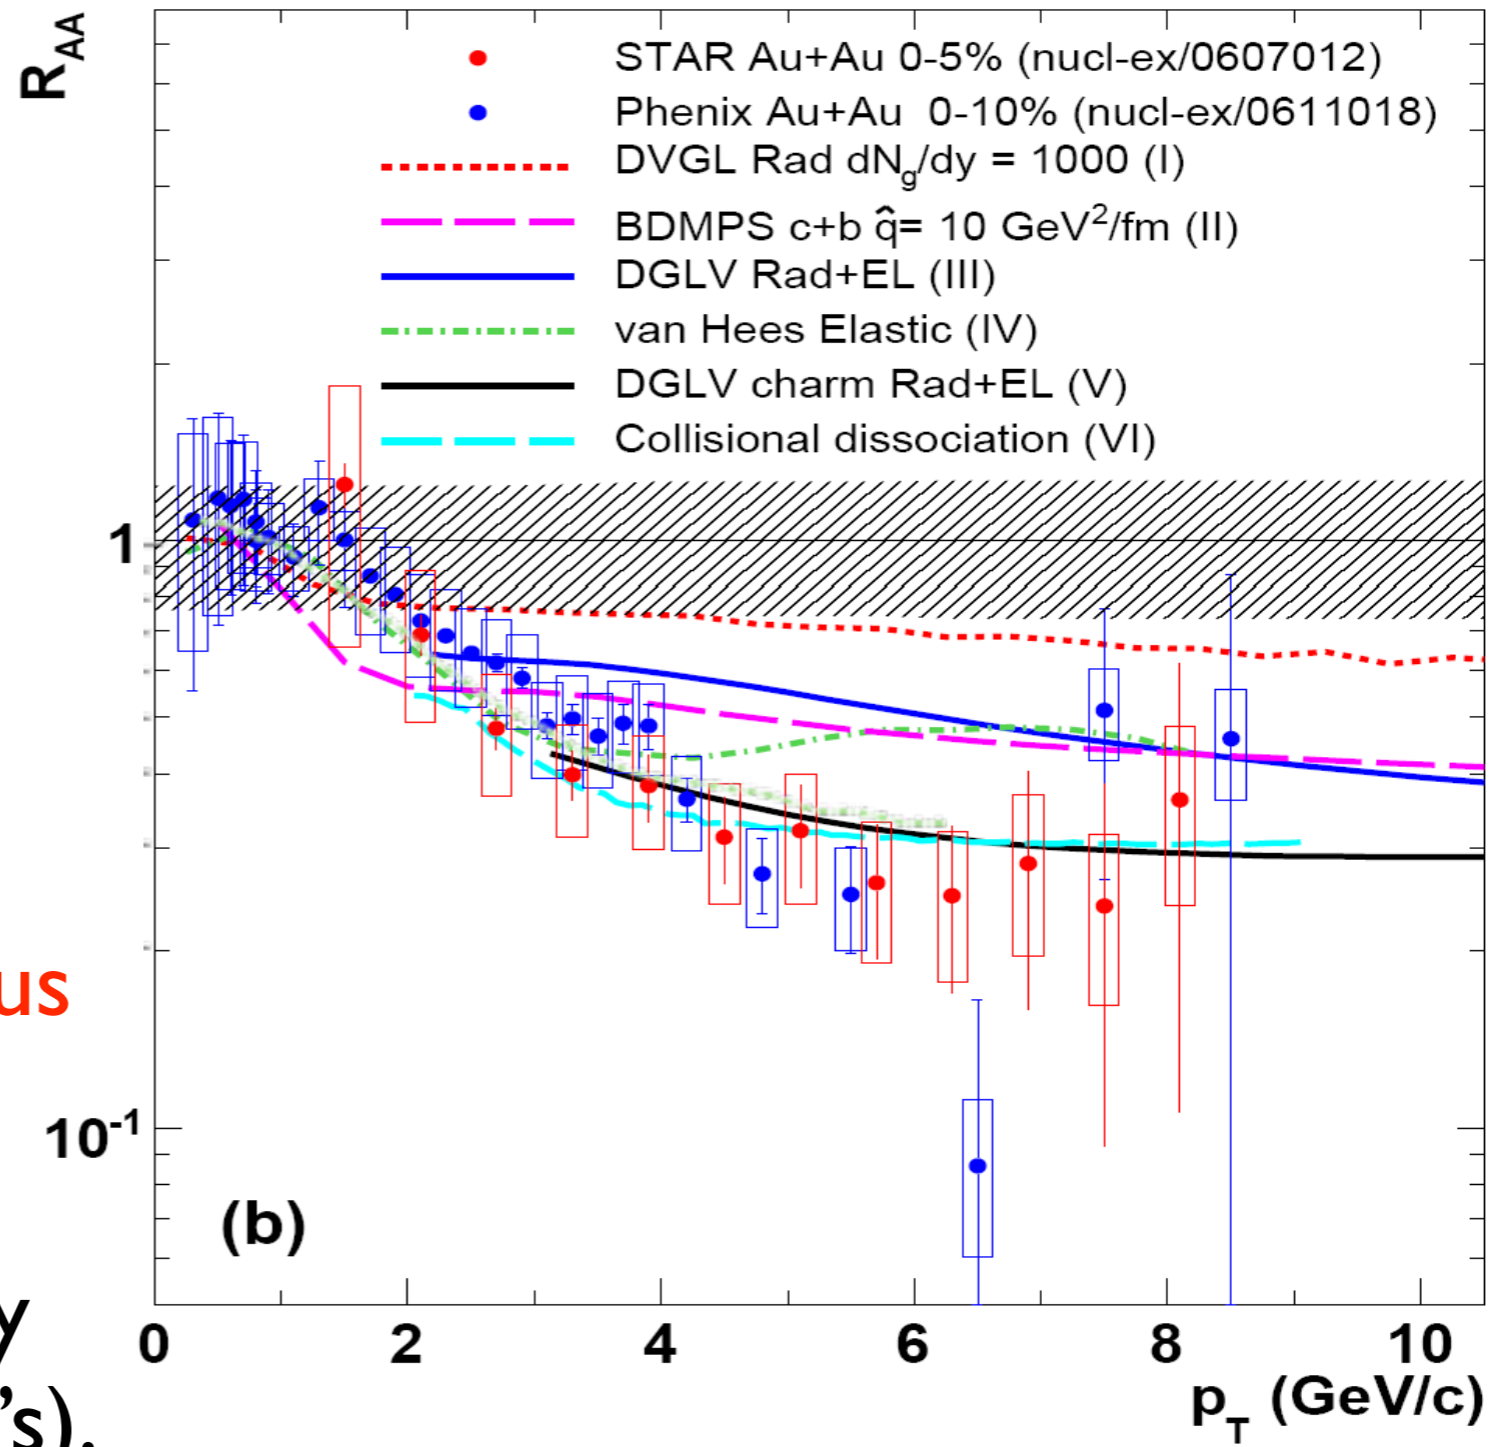 R_AA
STAR Au+Au 0-5% (nucl-ex/0607012)
Phenix Au+Au 0-10% (nucl-ex/0611018)
DVGL Rad dN_g/dy = 1000 (I)
BDMPS c+b q̂= 10 GeV²/fm (II)
DGLV Rad+EL (III)
van Hees Elastic (IV)
DGLV charm Rad+EL (V)
Collisional dissociation (VI)
1
us
10⁻¹
(b)
y
's).
0 2 4 6 8 10
p_T (GeV/c)